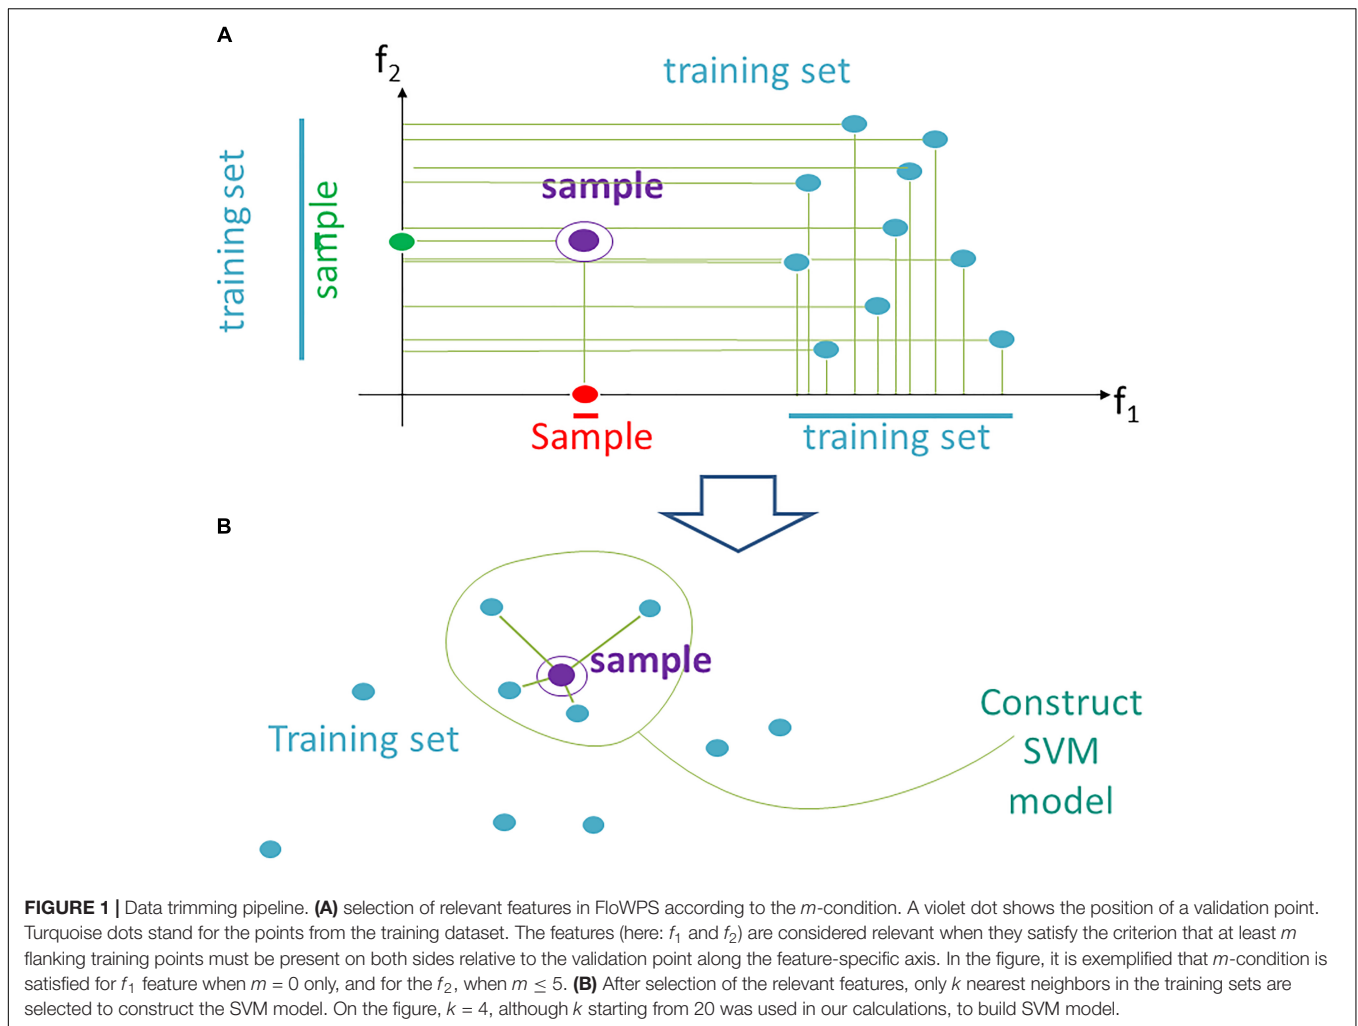 A
f2
training set
training set
sample
sample
f1
Sample
training set
B
sample
Training set
Construct
SVM
model
FIGURE 1 | Data trimming pipeline. (A) selection of relevant features in FloWPS according to the m-condition. A violet dot shows the position of a validation point.
Turquoise dots stand for the points from the training dataset. The features (here: f1 and f2) are considered relevant when they satisfy the criterion that at least m
flanking training points must be present on both sides relative to the validation point along the feature-specific axis. In the figure, it is exemplified that m-condition is
satisfied for f1 feature when m = 0 only, and for the f2, when m ≤ 5. (B) After selection of the relevant features, only k nearest neighbors in the training sets are
selected to construct the SVM model. On the figure, k = 4, although k starting from 20 was used in our calculations, to build SVM model.